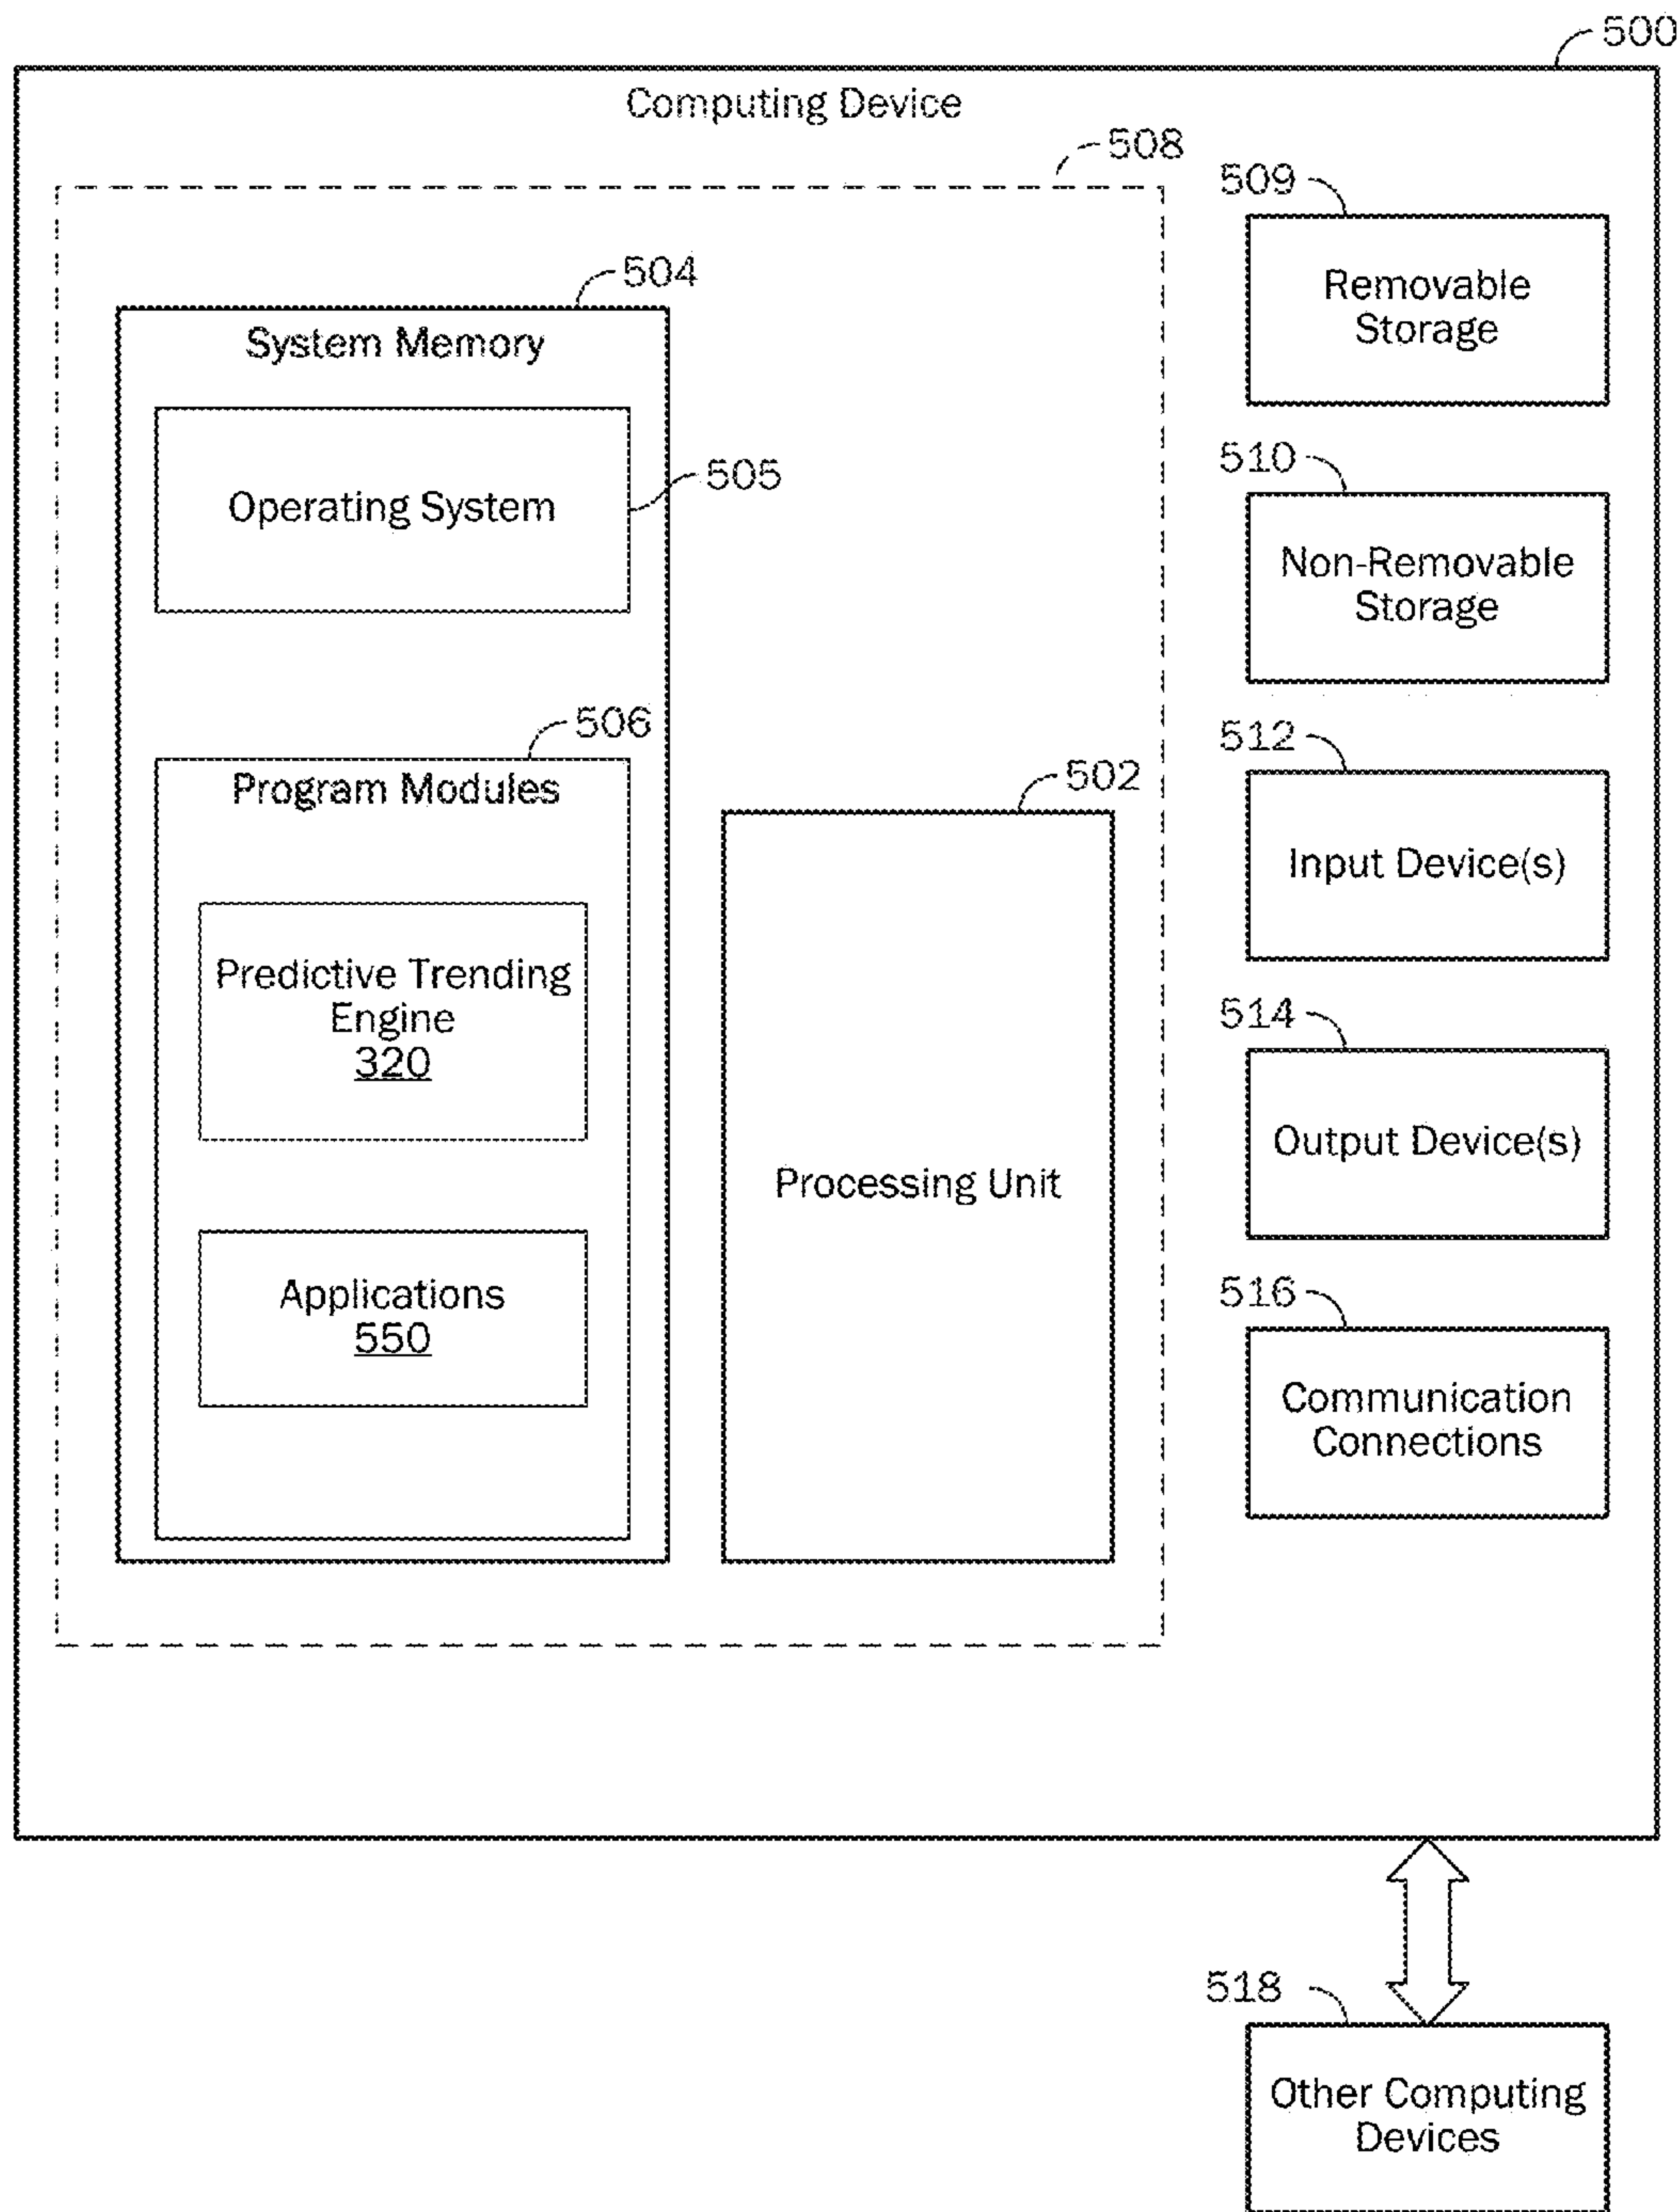 500
Computing Device
508
509
Removable
Storage
504
System Memory
Operating System
505
510
Non-Removable
Storage
506
Program Modules
512
Input Device(s)
502
Processing Unit
Predictive Trending
Engine
320
514
Output Device(s)
Applications
550
516
Communication
Connections
518
Other Computing
Devices